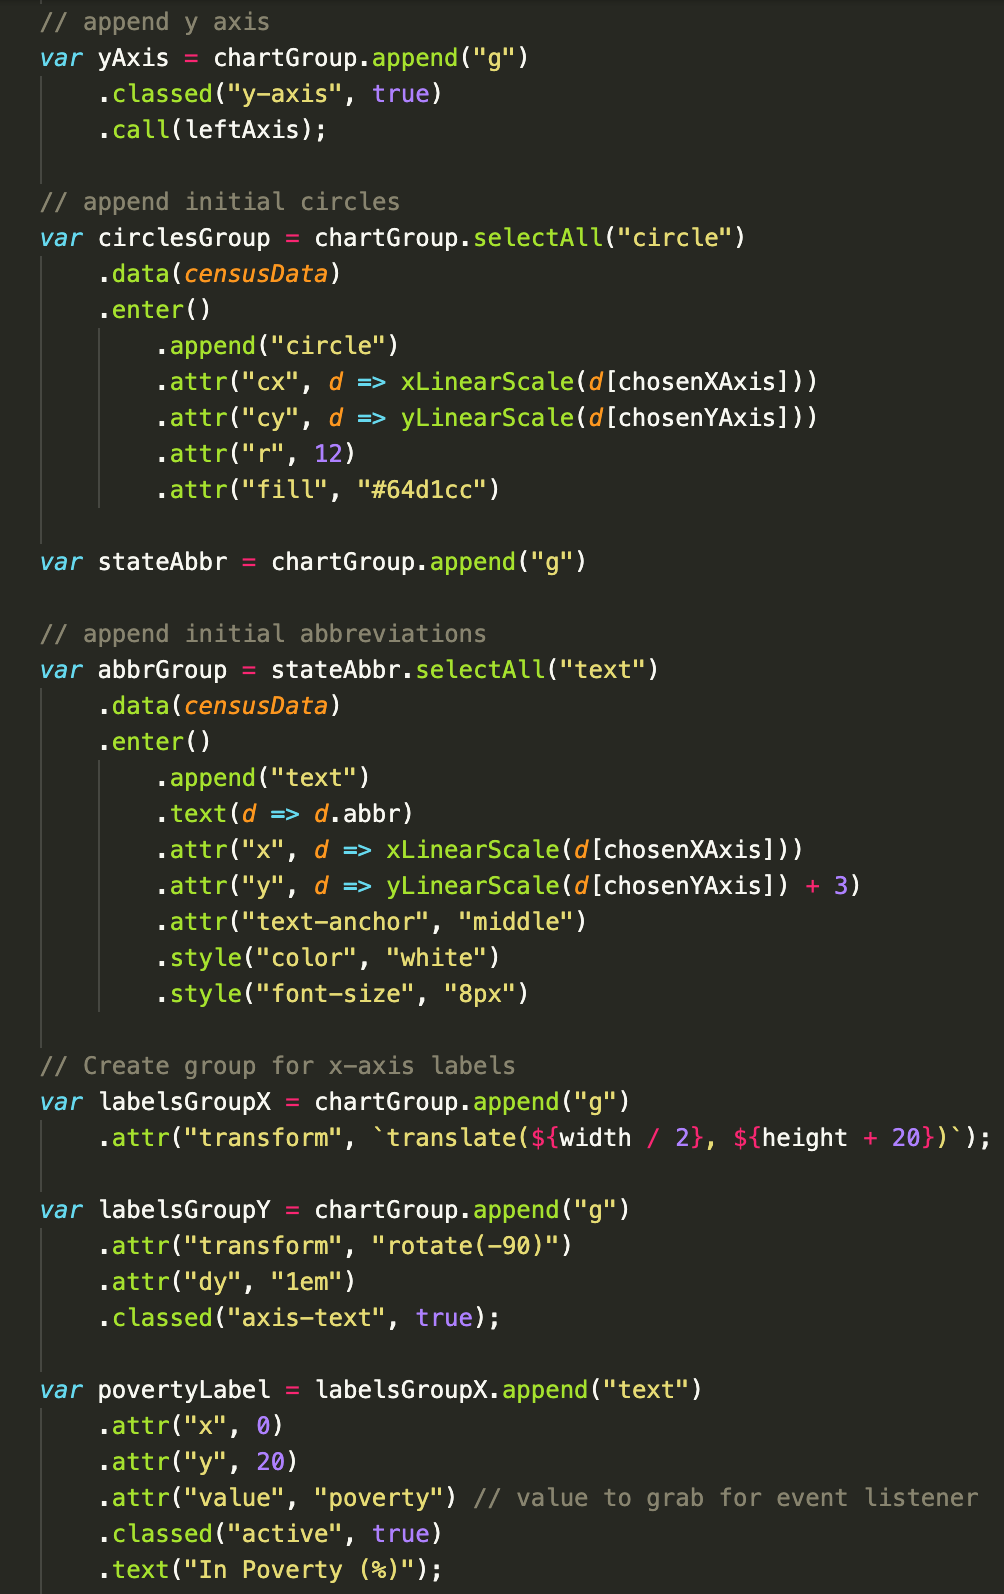 // append y axis
var yAxis = chartGroup.append("g")
    .classed("y-axis", true)
    .call(leftAxis);

// append initial circles
var circlesGroup = chartGroup.selectAll("circle")
    .data(censusData)
    .enter()
        .append("circle")
        .attr("cx", d => xLinearScale(d[chosenXAxis]))
        .attr("cy", d => yLinearScale(d[chosenYAxis]))
        .attr("r", 12)
        .attr("fill", "#64d1cc")

var stateAbbr = chartGroup.append("g")

// append initial abbreviations
var abbrGroup = stateAbbr.selectAll("text")
    .data(censusData)
    .enter()
        .append("text")
        .text(d => d.abbr)
        .attr("x", d => xLinearScale(d[chosenXAxis]))
        .attr("y", d => yLinearScale(d[chosenYAxis]) + 3)
        .attr("text-anchor", "middle")
        .style("color", "white")
        .style("font-size", "8px")

// Create group for x-axis labels
var labelsGroupX = chartGroup.append("g")
    .attr("transform", `translate(${width / 2}, ${height + 20})`);

var labelsGroupY = chartGroup.append("g")
    .attr("transform", "rotate(-90)")
    .attr("dy", "1em")
    .classed("axis-text", true);

var povertyLabel = labelsGroupX.append("text")
    .attr("x", 0)
    .attr("y", 20)
    .attr("value", "poverty") // value to grab for event listener
    .classed("active", true)
    .text("In Poverty (%)");